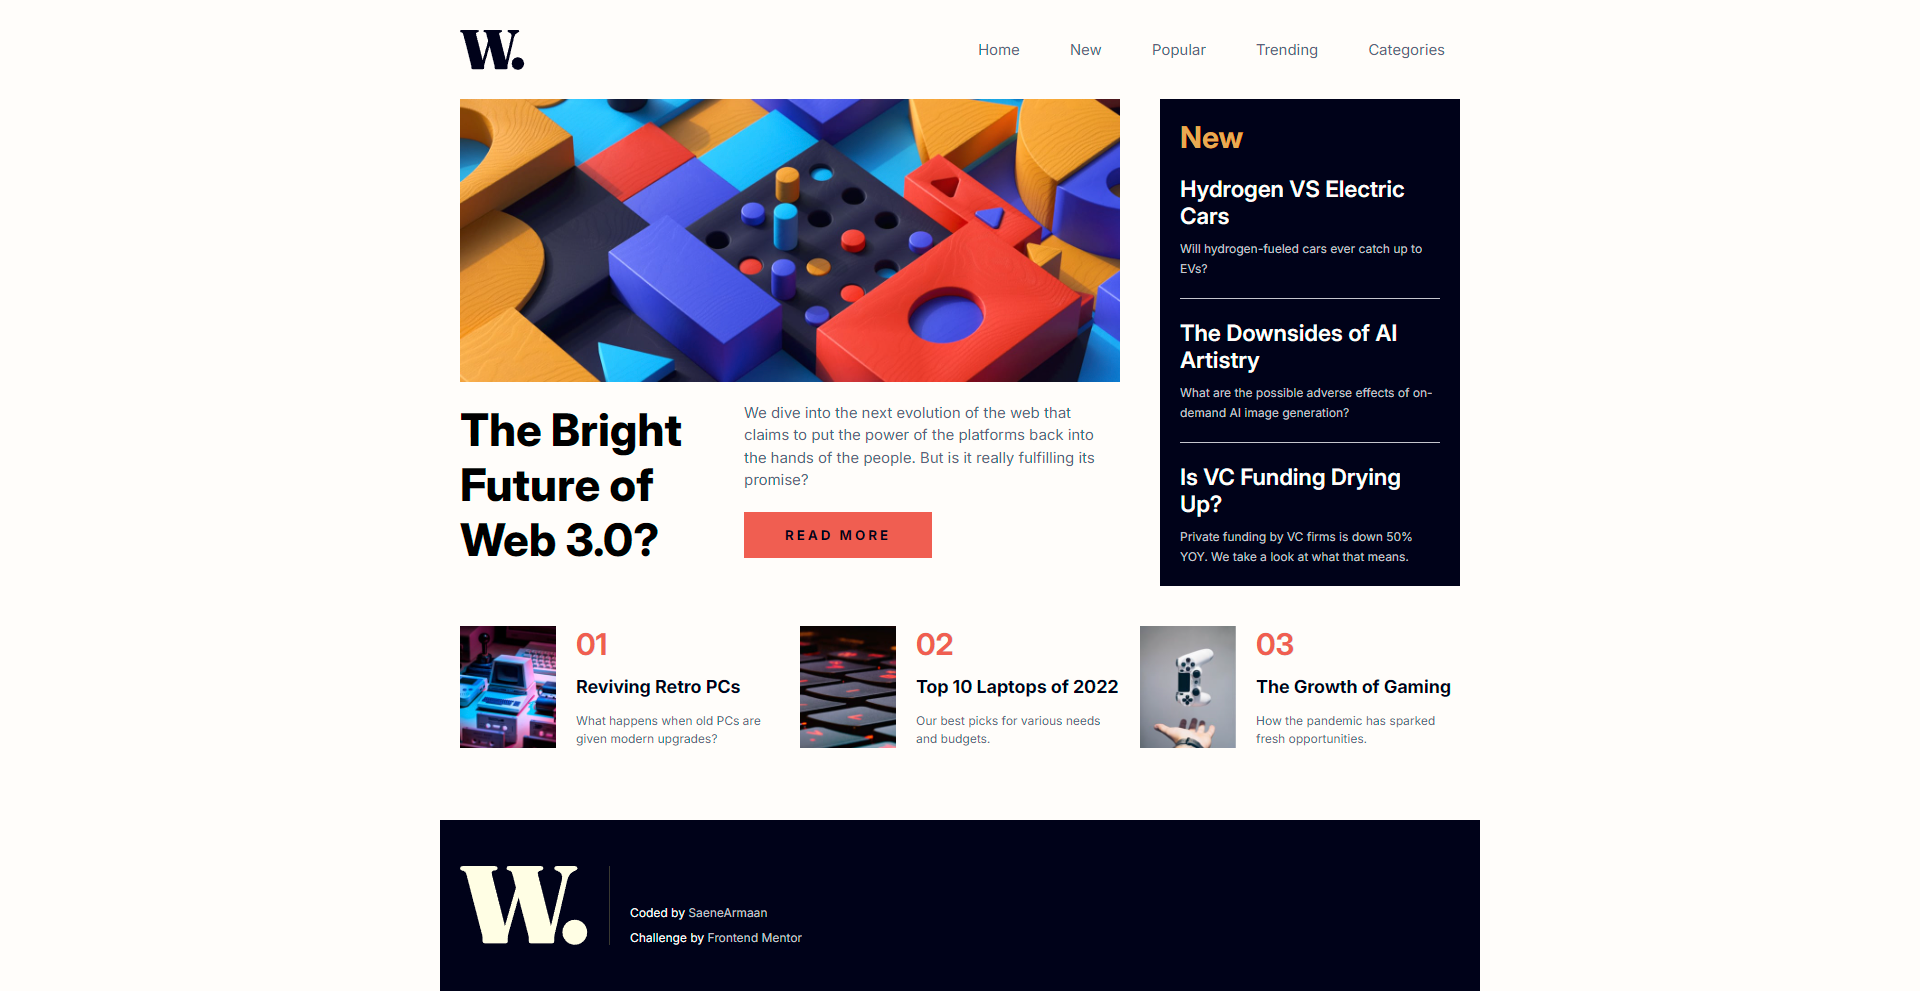 W.
Home New Popular Trending Categories
The Bright
Future of
Web 3.0?
We dive into the next evolution of the web that
claims to put the power of the platforms back into
the hands of the people. But is it really fulfilling its
promise?
READ MORE
New
Hydrogen VS Electric
Cars
Will hydrogen-fueled cars ever catch up to
EVs?
The Downsides of AI
Artistry
What are the possible adverse effects of on-
demand AI image generation?
Is VC Funding Drying
Up?
Private funding by VC firms is down 50%
YOY. We take a look at what that means.
01
Reviving Retro PCs
What happens when old PCs are
given modern upgrades?
02
Top 10 Laptops of 2022
Our best picks for various needs
and budgets.
03
The Growth of Gaming
How the pandemic has sparked
fresh opportunities.
W.
Coded by SaeneArmaan
Challenge by Frontend Mentor